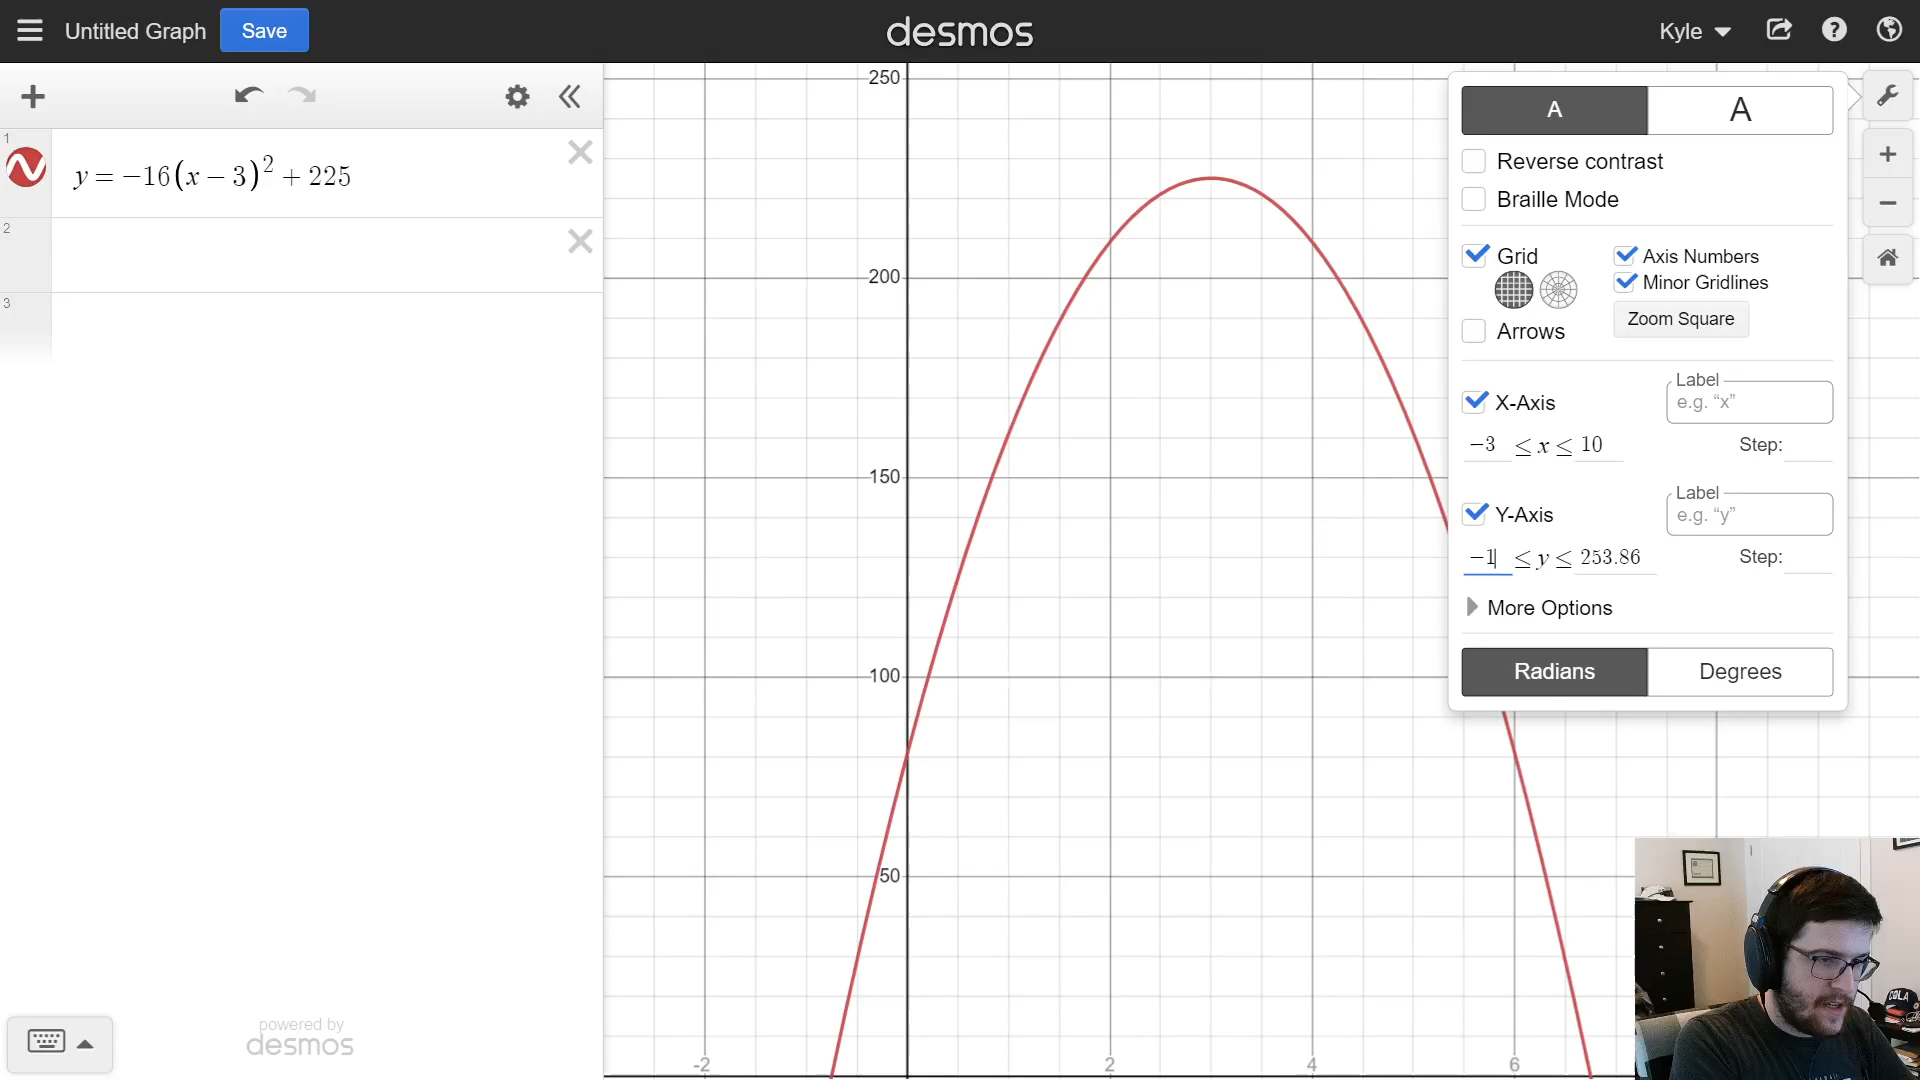 Untitled Graph
Save
desmos
Kyle
1
y = −16(x − 3)² + 225
2
3
powered by
desmos
250
200
150
100
50
-2
2
4
6
A
A
Reverse contrast
Braille Mode
Grid
Axis Numbers
Minor Gridlines
Zoom Square
Arrows
X-Axis
Label
e.g. “x”
−3 ≤ x ≤ 10
Step:
Y-Axis
Label
e.g. “y”
−1 ≤ y ≤ 253.86
Step:
More Options
Radians
Degrees
COLA